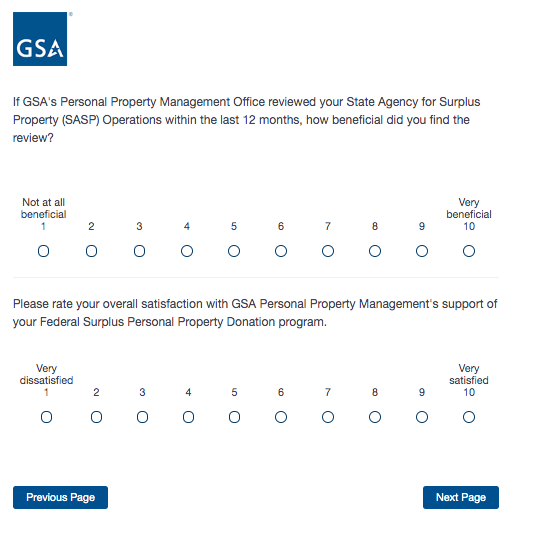 GSA
If GSA's Personal Property Management Office reviewed your State Agency for Surplus
Property (SASP) Operations within the last 12 months, how beneficial did you find the
review?
Not at all
beneficial
1 2 3 4 5 6 7 8 9 10
Very
beneficial
Please rate your overall satisfaction with GSA Personal Property Management's support of
your Federal Surplus Personal Property Donation program.
Very
dissatisfied
1 2 3 4 5 6 7 8 9 10
Very
satisfied
Previous Page
Next Page